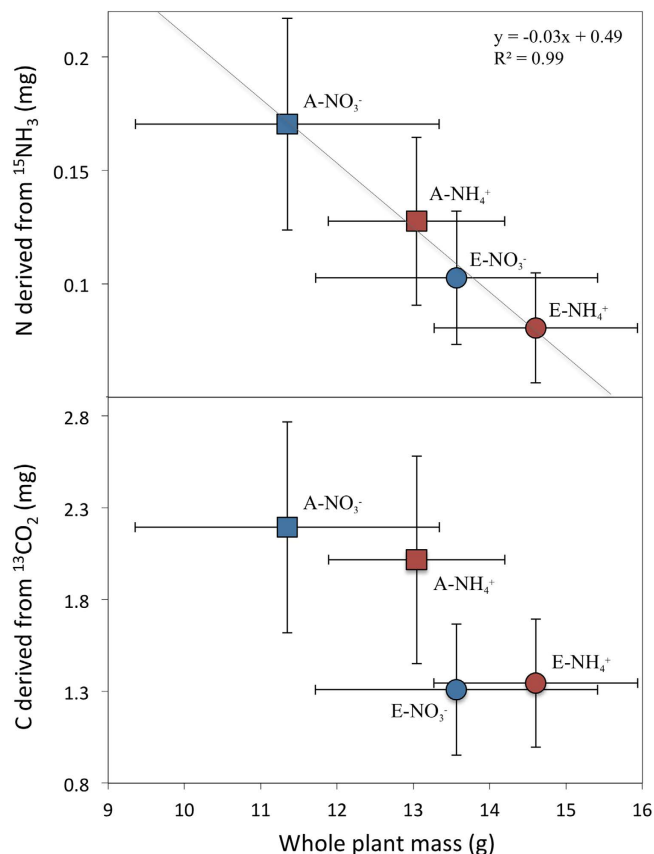 y = -0.03x + 0.49
R² = 0.99
N derived from ¹⁵NH₃ (mg)
0.2
0.15
0.1
A-NO₃⁻
A-NH₄⁺
E-NO₃⁻
E-NH₄⁺
C derived from ¹³CO₂ (mg)
2.8
2.3
1.8
1.3
0.8
A-NO₃⁻
A-NH₄⁺
E-NH₄⁺
E-NO₃⁻
9 10 11 12 13 14 15 16
Whole plant mass (g)